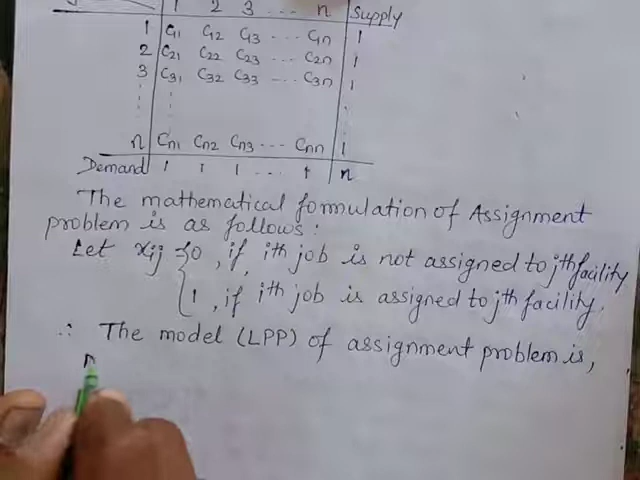 1 2 3 .... n Supply
1 C11 C12 C13 ... C1n 1
2 C21 C22 C23 ... C2n 1
3 C31 C32 C33 ... C3n 1
n Cn1 Cn2 Cn3 ... Cnn 1
Demand 1 1 1 ... 1 n
The mathematical formulation of Assignment
problem is as follows:
Let xij = {0, if ith job is not assigned to jth facility
1, if ith job is assigned to jth facility.
∴ The model (LPP) of assignment problem is,